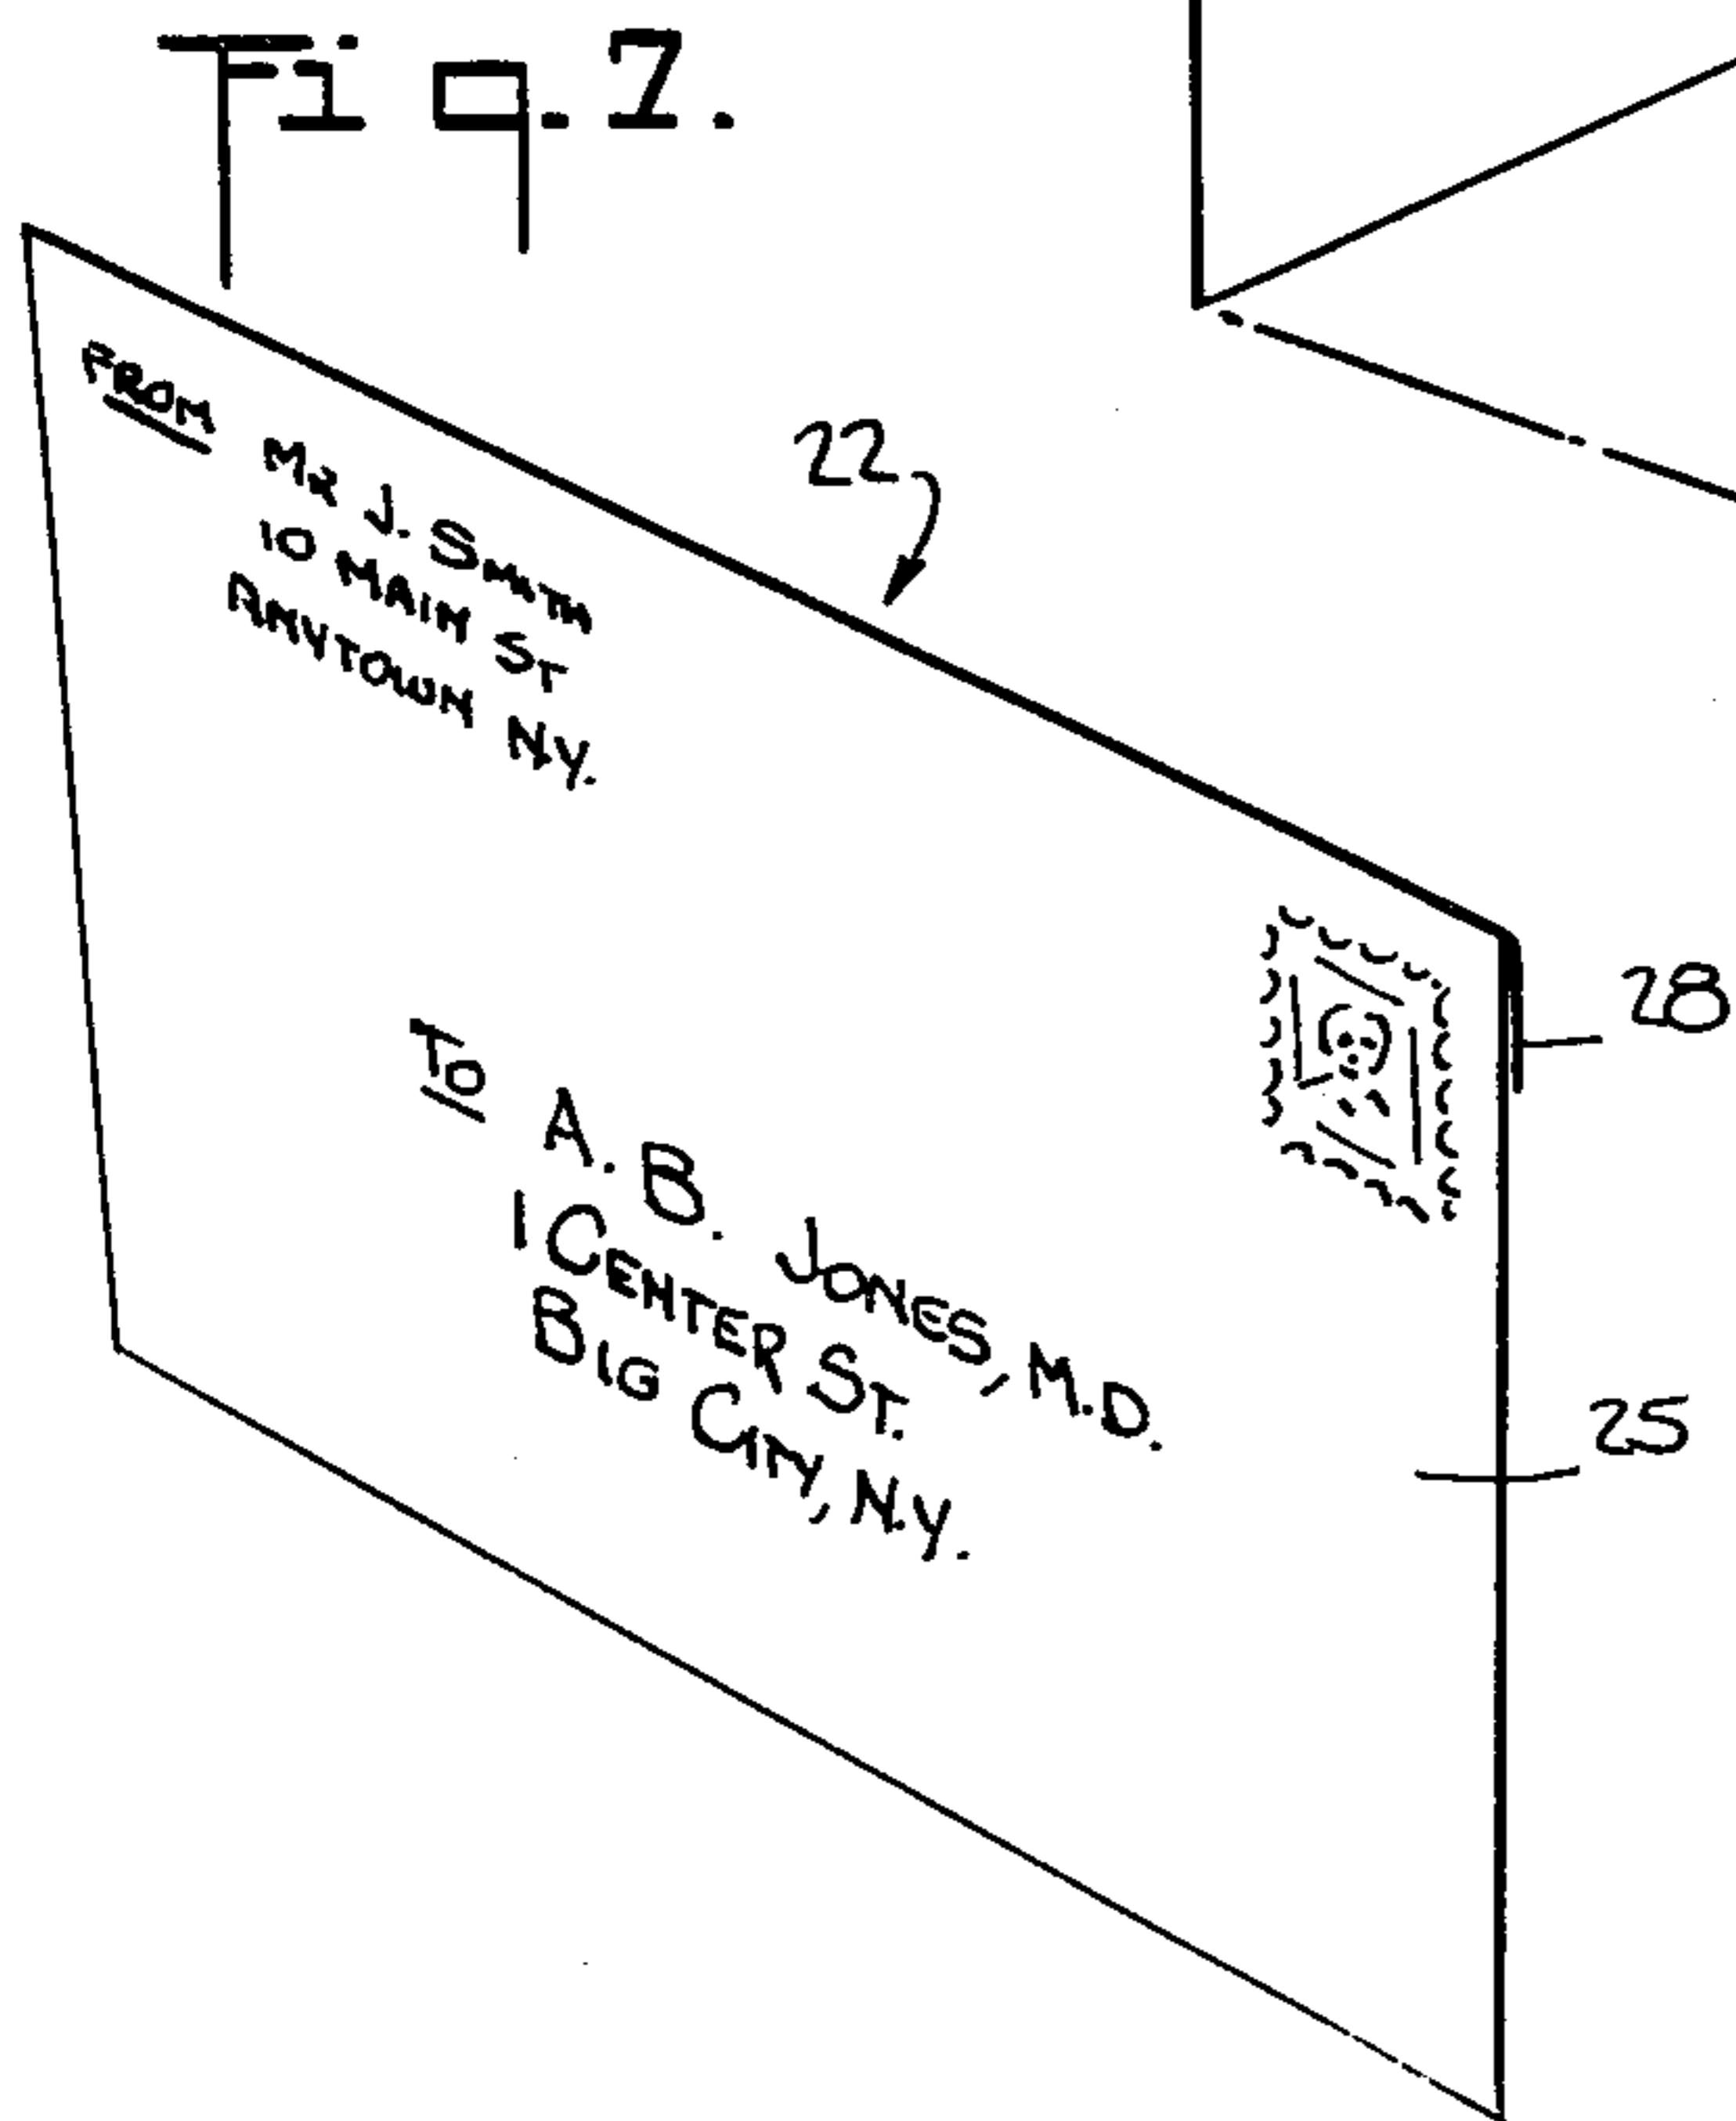 Fig. 7.
22
FROM MR J. SMITH
10 MAIN ST
ANYTOWN NY.
28
TO A. B. JONES, M.D.
1 CENTER ST.
BIG CITY, N.Y.
25